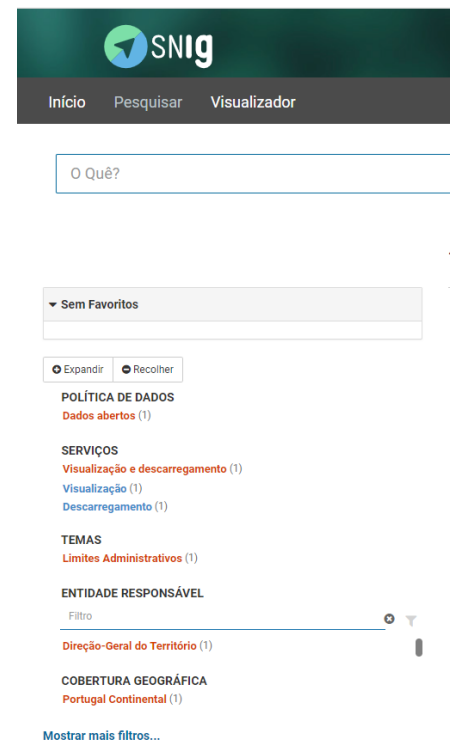 SNIg
Início Pesquisar Visualizador
O Quê?
Sem Favoritos
Expandir Recolher
POLÍTICA DE DADOS
Dados abertos (1)
SERVIÇOS
Visualização e descarregamento (1)
Visualização (1)
Descarregamento (1)
TEMAS
Limites Administrativos (1)
ENTIDADE RESPONSÁVEL
Filtro
Direção-Geral do Território (1)
COBERTURA GEOGRÁFICA
Portugal Continental (1)
Mostrar mais filtros...